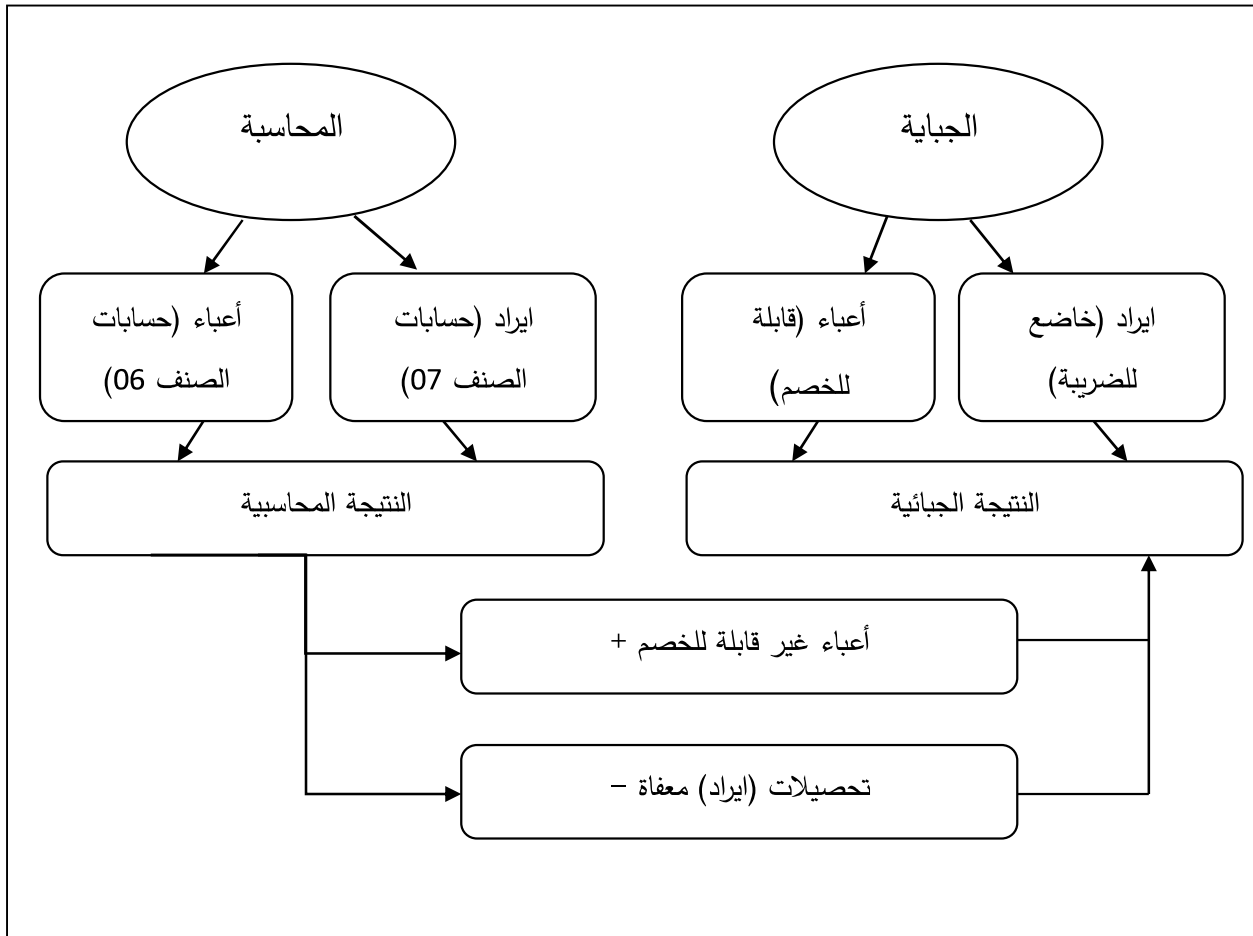 الجباية
المحاسبة
ايراد (خاضع
للضريبة)
أعباء (قابلة
للخصم)
ايراد (حسابات
الصنف 07)
أعباء (حسابات
الصنف 06)
النتيجة الجبائية
النتيجة المحاسبية
أعباء غير قابلة للخصم +
تحصيلات (ايراد) معفاة –